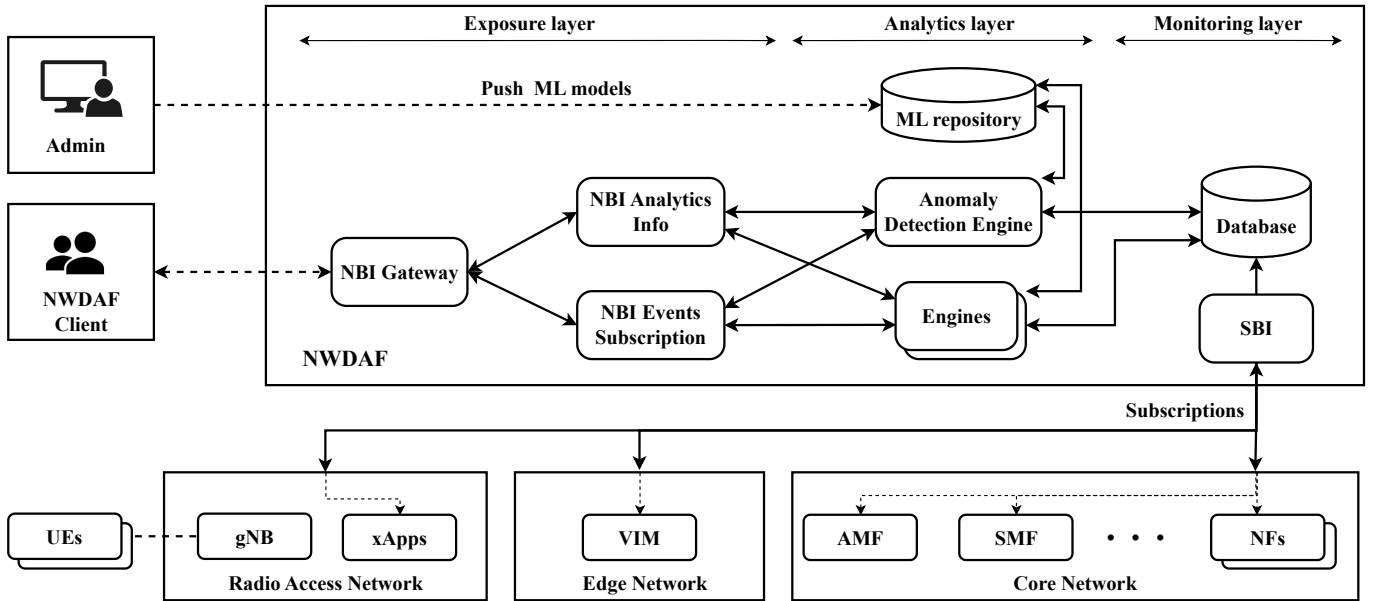 Exposure layer
Analytics layer
Monitoring layer
Push ML models
ML repository
Admin
NBI Analytics
Info
Anomaly
Detection Engine
Database
NBI Gateway
NWDAF
Client
NBI Events
Subscription
Engines
SBI
NWDAF
Subscriptions
UEs
gNB
xApps
VIM
AMF
SMF
• • •
NFs
Radio Access Network
Edge Network
Core Network